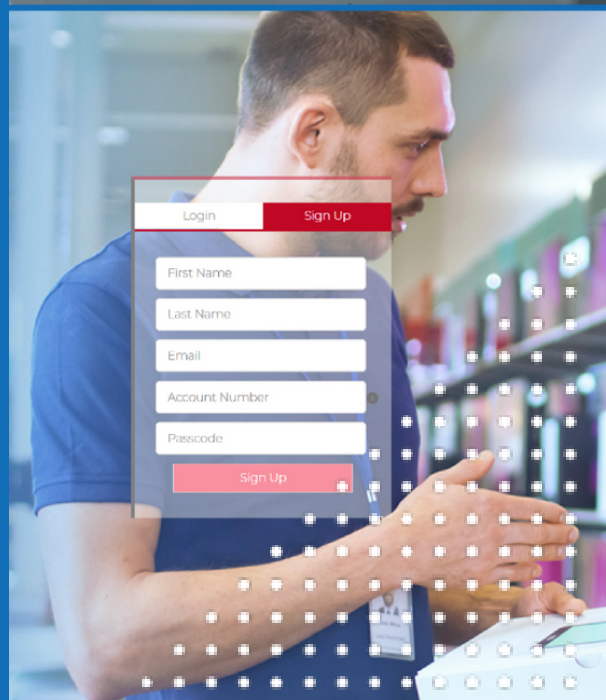 Login
Sign Up
First Name
Last Name
Email
Account Number
Passcode
Sign Up